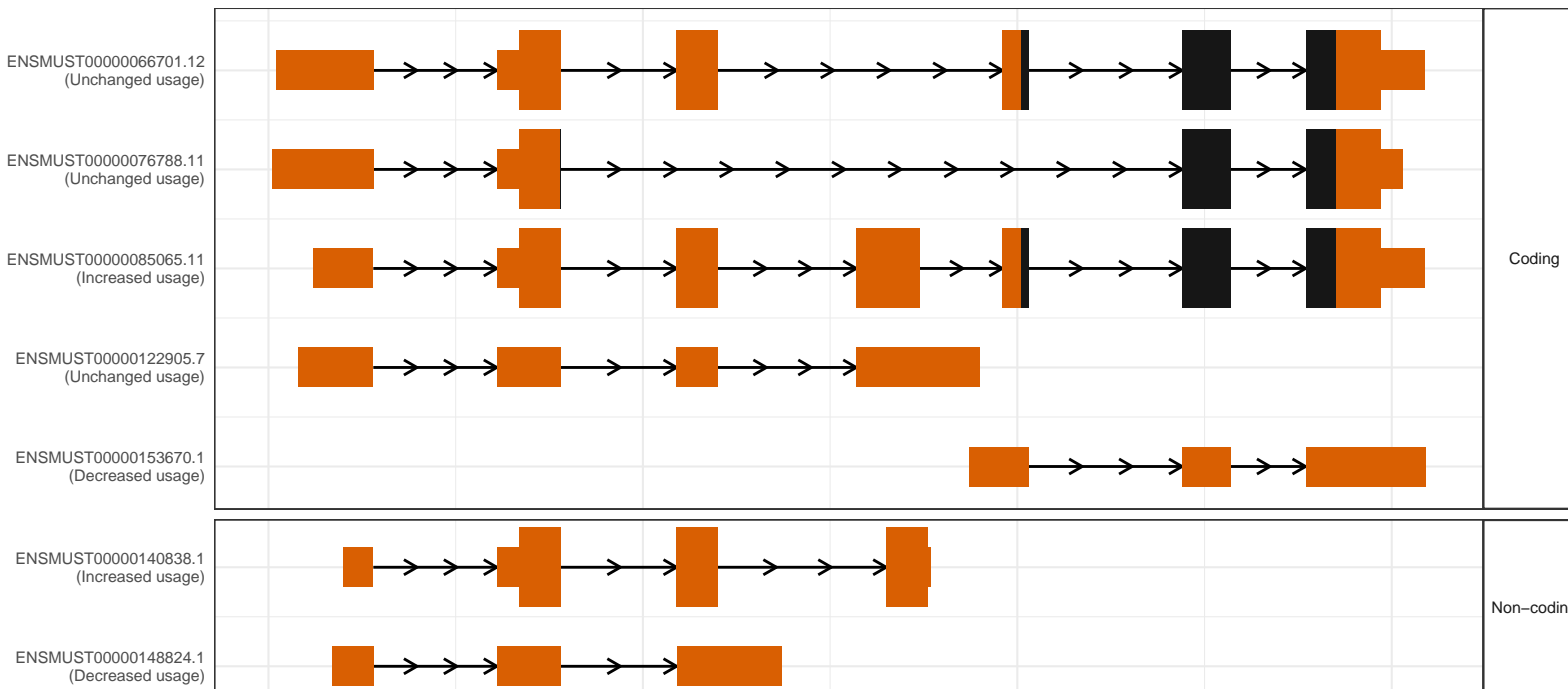 ENSMUST00000066701.12
(Unchanged usage)
ENSMUST00000076788.11
(Unchanged usage)
ENSMUST00000085065.11
(Increased usage)
ENSMUST00000122905.7
(Unchanged usage)
ENSMUST00000153670.1
(Decreased usage)
Coding
ENSMUST00000140838.1
(Increased usage)
ENSMUST00000148824.1
(Decreased usage)
Non−codin